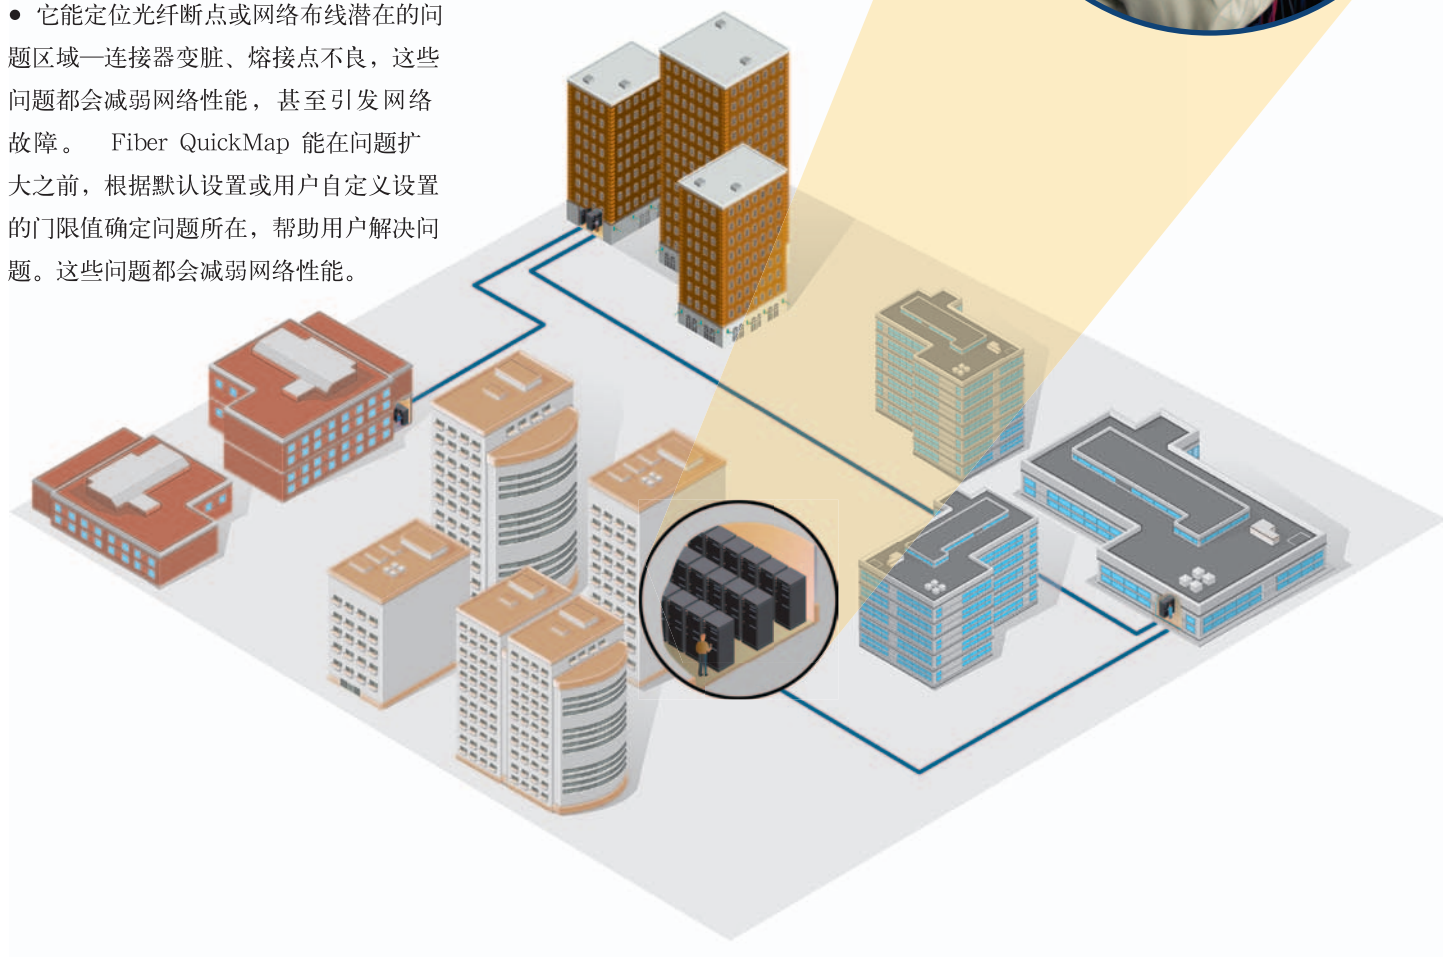 ● 它能定位光纤断点或网络布线潜在的问
题区域—连接器变脏、熔接点不良，这些
问题都会减弱网络性能，甚至引发网络
故障。 Fiber QuickMap 能在问题扩
大之前，根据默认设置或用户自定义设置
的门限值确定问题所在，帮助用户解决问
题。这些问题都会减弱网络性能。